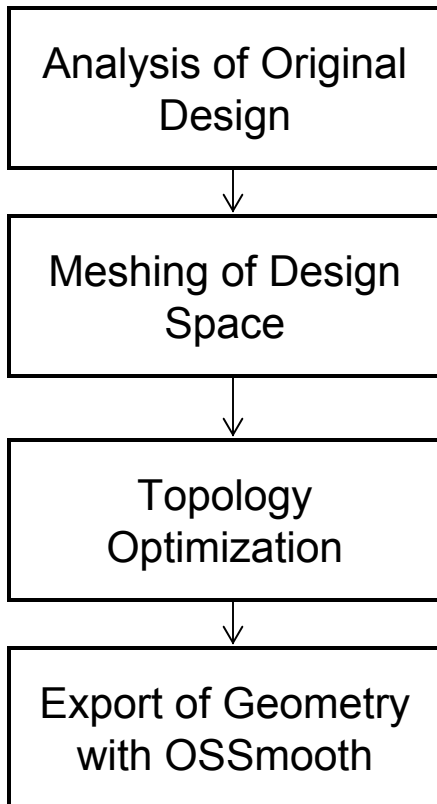 Analysis of Original
Design
Meshing of Design
Space
Topology
Optimization
Export of Geometry
with OSSmooth